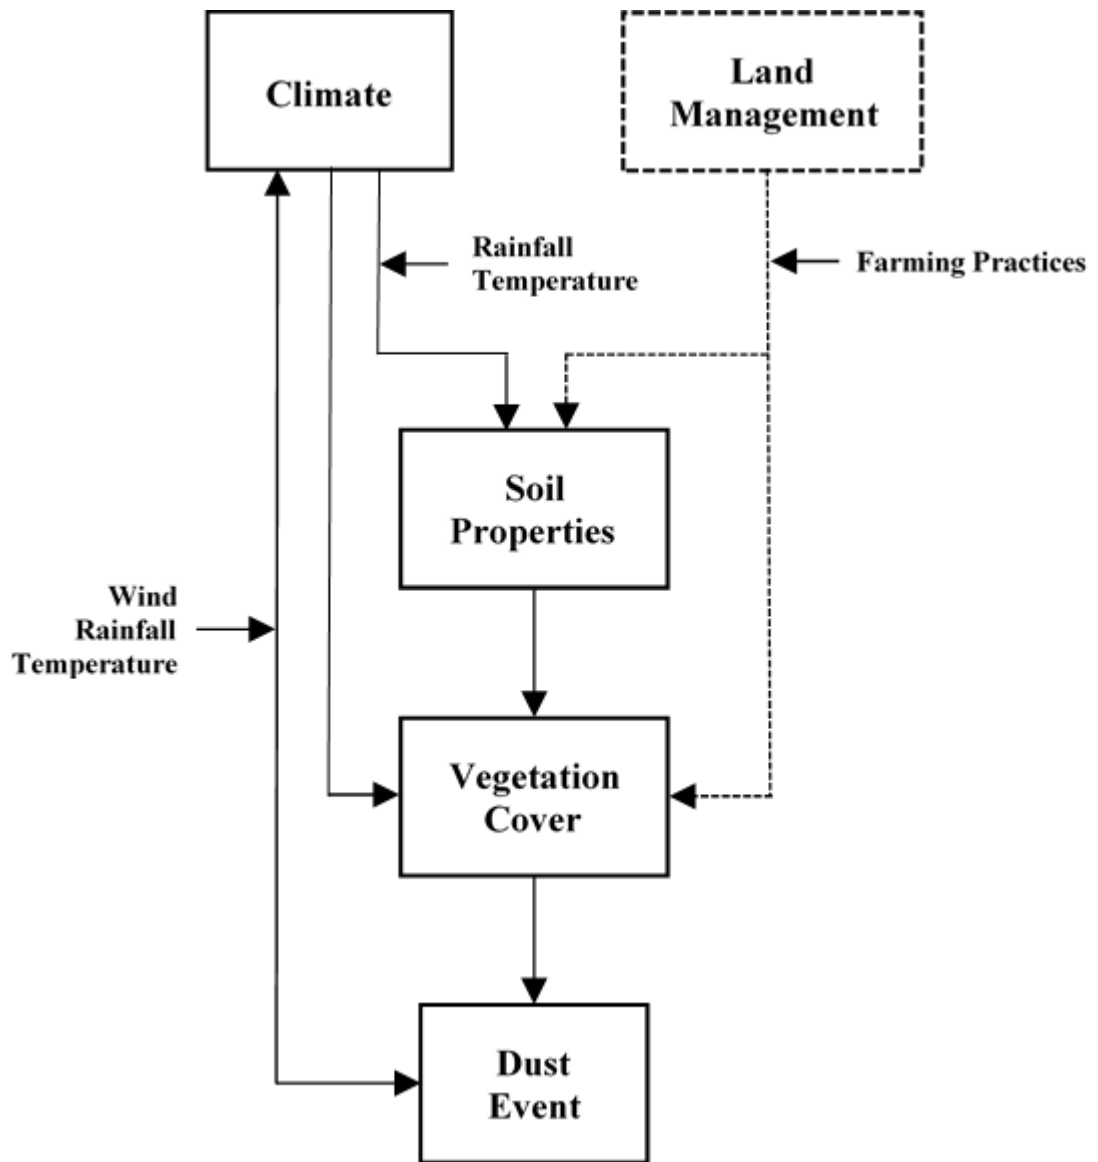 Climate
Land
Management
Rainfall
Temperature
Farming Practices
Soil
Properties
Wind
Rainfall
Temperature
Vegetation
Cover
Dust
Event